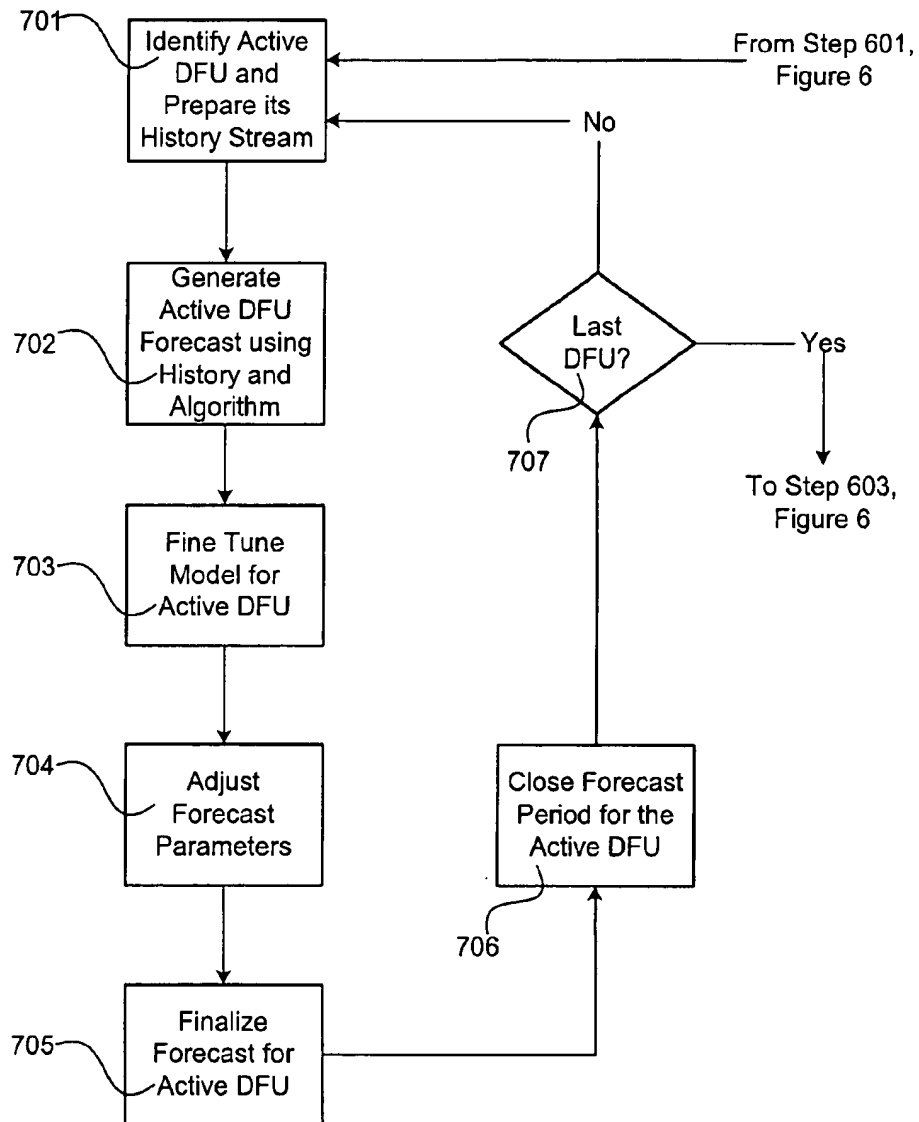 701
Identify Active
DFU and
Prepare its
History Stream
From Step 601,
Figure 6
No
702
Generate
Active DFU
Forecast using
History and
Algorithm
Last
DFU?
707
Yes
To Step 603,
Figure 6
703
Fine Tune
Model for
Active DFU
704
Adjust
Forecast
Parameters
Close Forecast
Period for the
Active DFU
706
705
Finalize
Forecast for
Active DFU